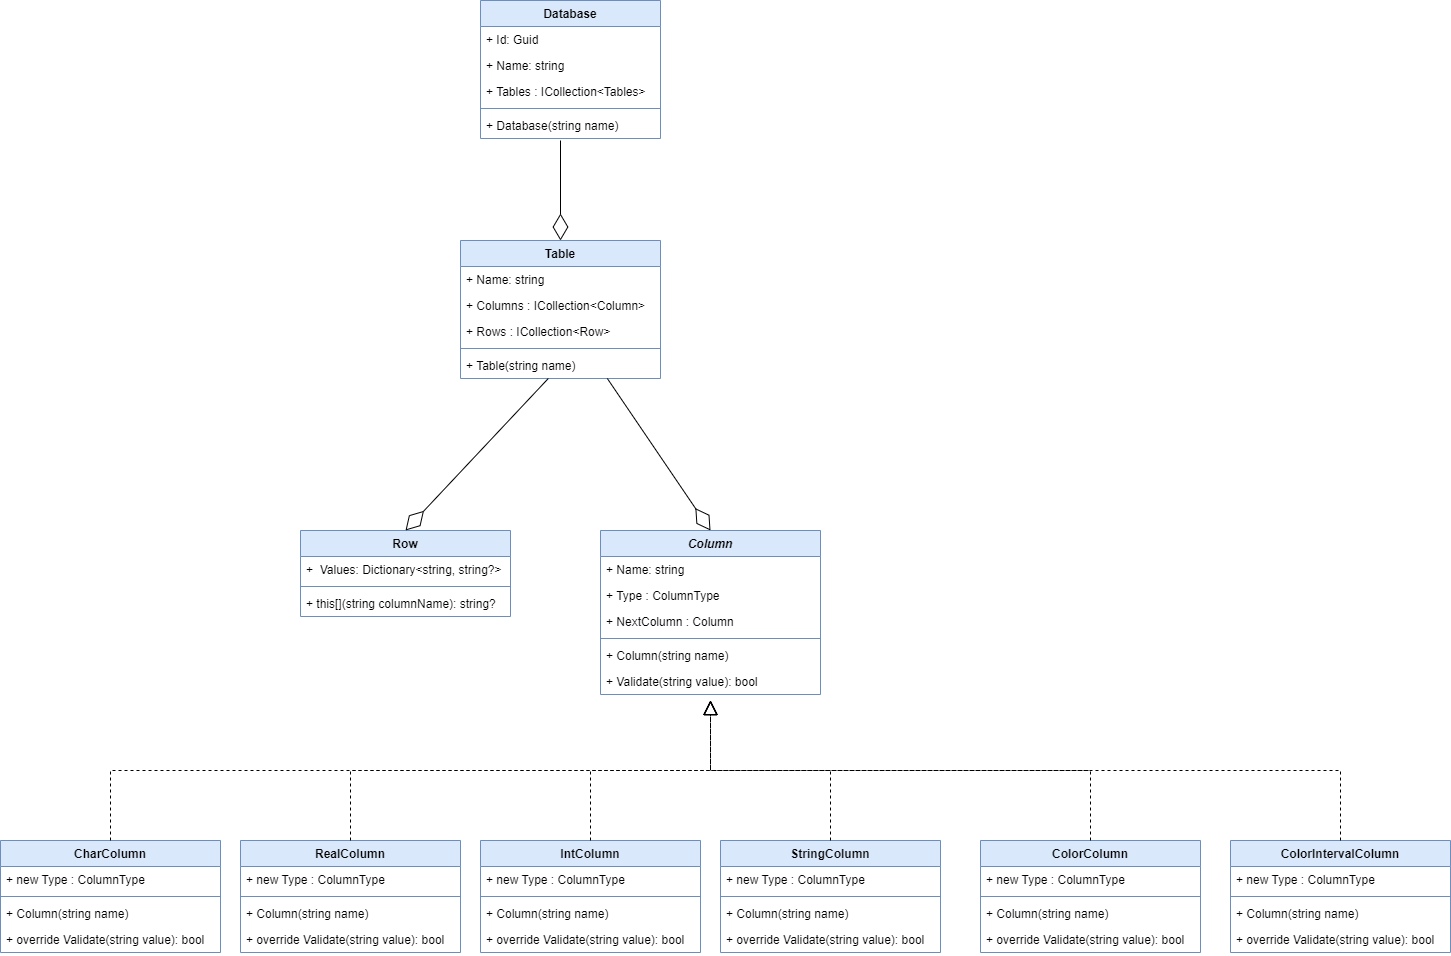 Database
+ Id: Guid
+ Name: string
+ Tables : ICollection<Tables>
+ Database(string name)
Table
+ Name: string
+ Columns : ICollection<Column>
+ Rows : ICollection<Row>
+ Table(string name)
Row
+ Values: Dictionary<string, string?>
+ this[](string columnName): string?
Column
+ Name: string
+ Type : ColumnType
+ NextColumn : Column
+ Column(string name)
+ Validate(string value): bool
CharColumn
+ new Type : ColumnType
+ Column(string name)
+ override Validate(string value): bool
RealColumn
+ new Type : ColumnType
+ Column(string name)
+ override Validate(string value): bool
IntColumn
+ new Type : ColumnType
+ Column(string name)
+ override Validate(string value): bool
StringColumn
+ new Type : ColumnType
+ Column(string name)
+ override Validate(string value): bool
ColorColumn
+ new Type : ColumnType
+ Column(string name)
+ override Validate(string value): bool
ColorIntervalColumn
+ new Type : ColumnType
+ Column(string name)
+ override Validate(string value): bool